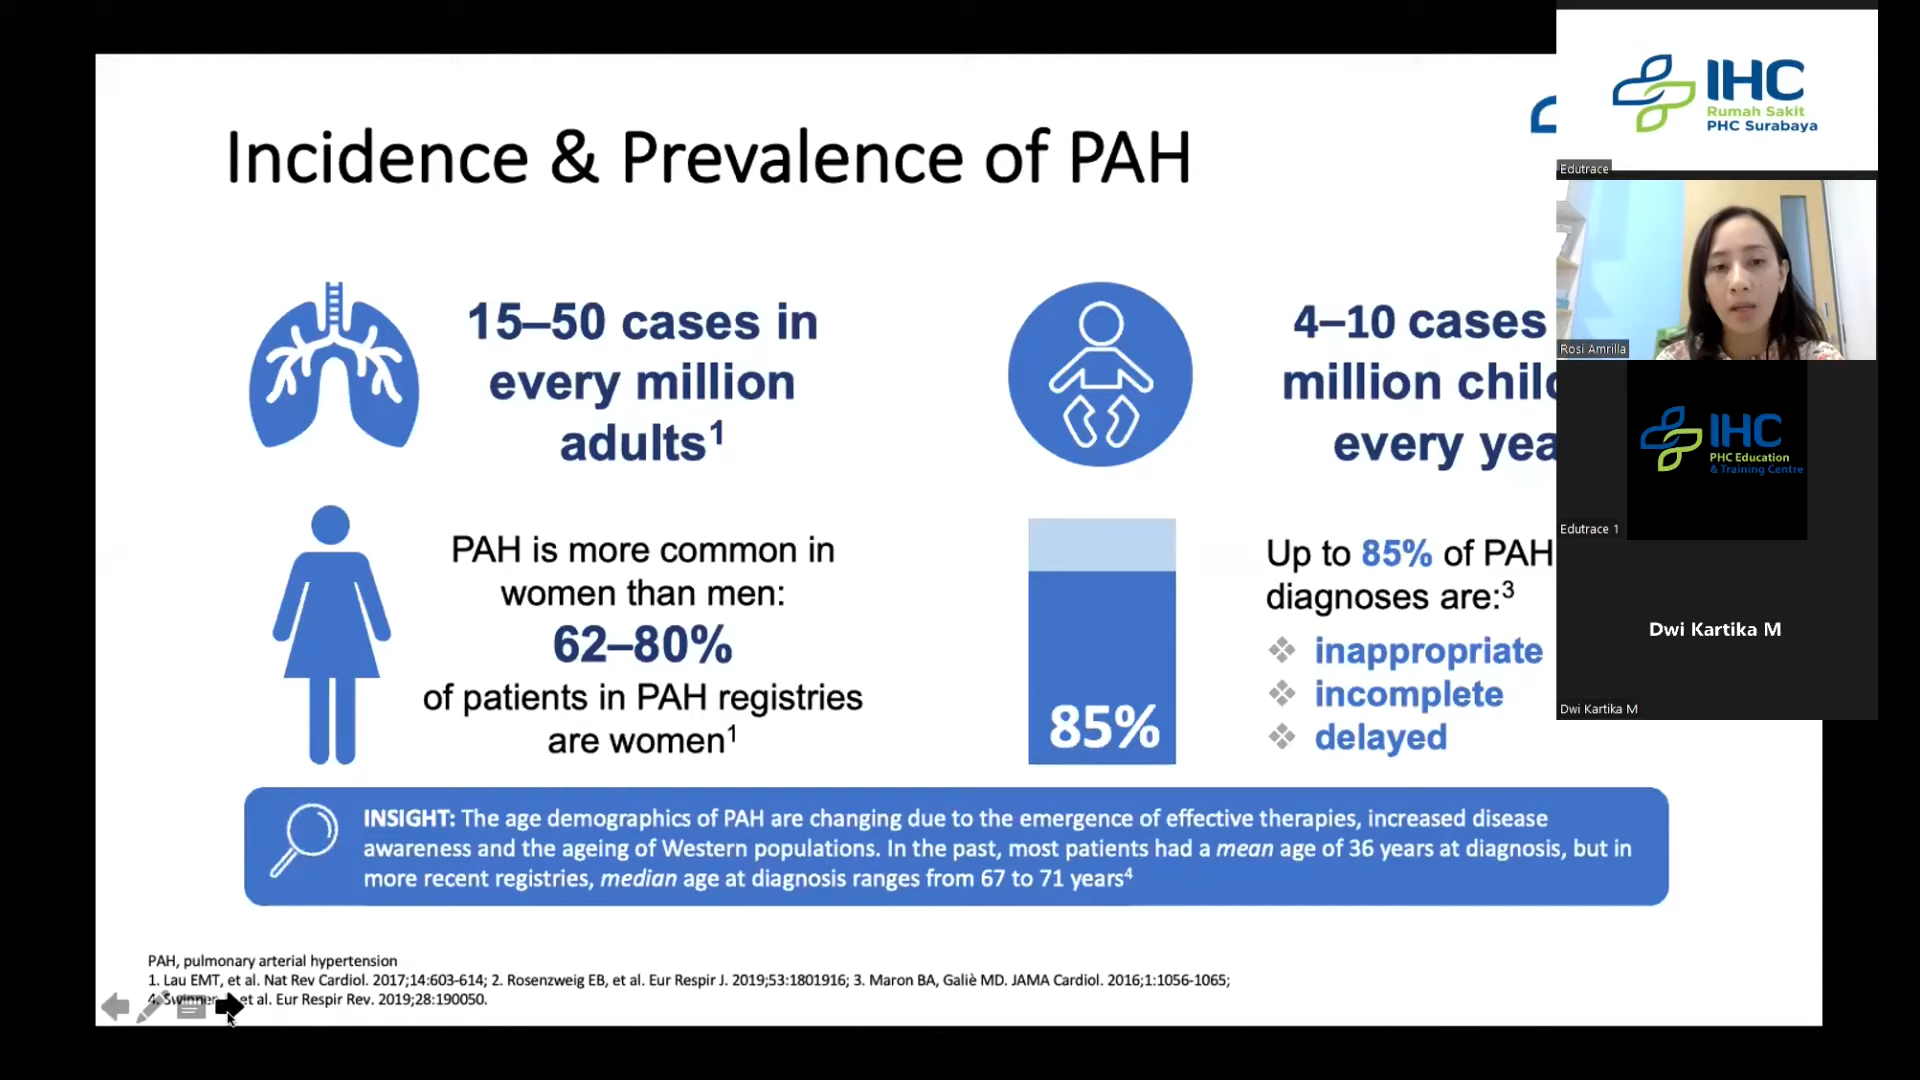 Incidence & Prevalence of PAH
15–50 cases in
every million
adults¹
4–10 cases
million
every
PAH is more common in
women than men:
62–80%
of patients in PAH registries
are women¹
85%
Up to 85% of PAH
diagnoses are:³
❖ inappropriate
❖ incomplete
❖ delayed
INSIGHT: The age demographics of PAH are changing due to the emergence of effective therapies, increased disease
awareness and the ageing of Western populations. In the past, most patients had a mean age of 36 years at diagnosis, but in
more recent registries, median age at diagnosis ranges from 67 to 71 years⁴
PAH, pulmonary arterial hypertension
1. Lau EMT, et al. Nat Rev Cardiol. 2017;14:603-614; 2. Rosenzweig EB, et al. Eur Respir J. 2019;53:1801916; 3. Maron BA, Galiè MD. JAMA Cardiol. 2016;1:1056-1065;
4. et al. Eur Respir Rev. 2019;28:190050.
IHC
Rumah Sakit
PHC Surabaya
Edutrace
Rosi Amrilla
IHC
PHC Education
& Training Centre
Edutrace 1
Dwi Kartika M
Dwi Kartika M